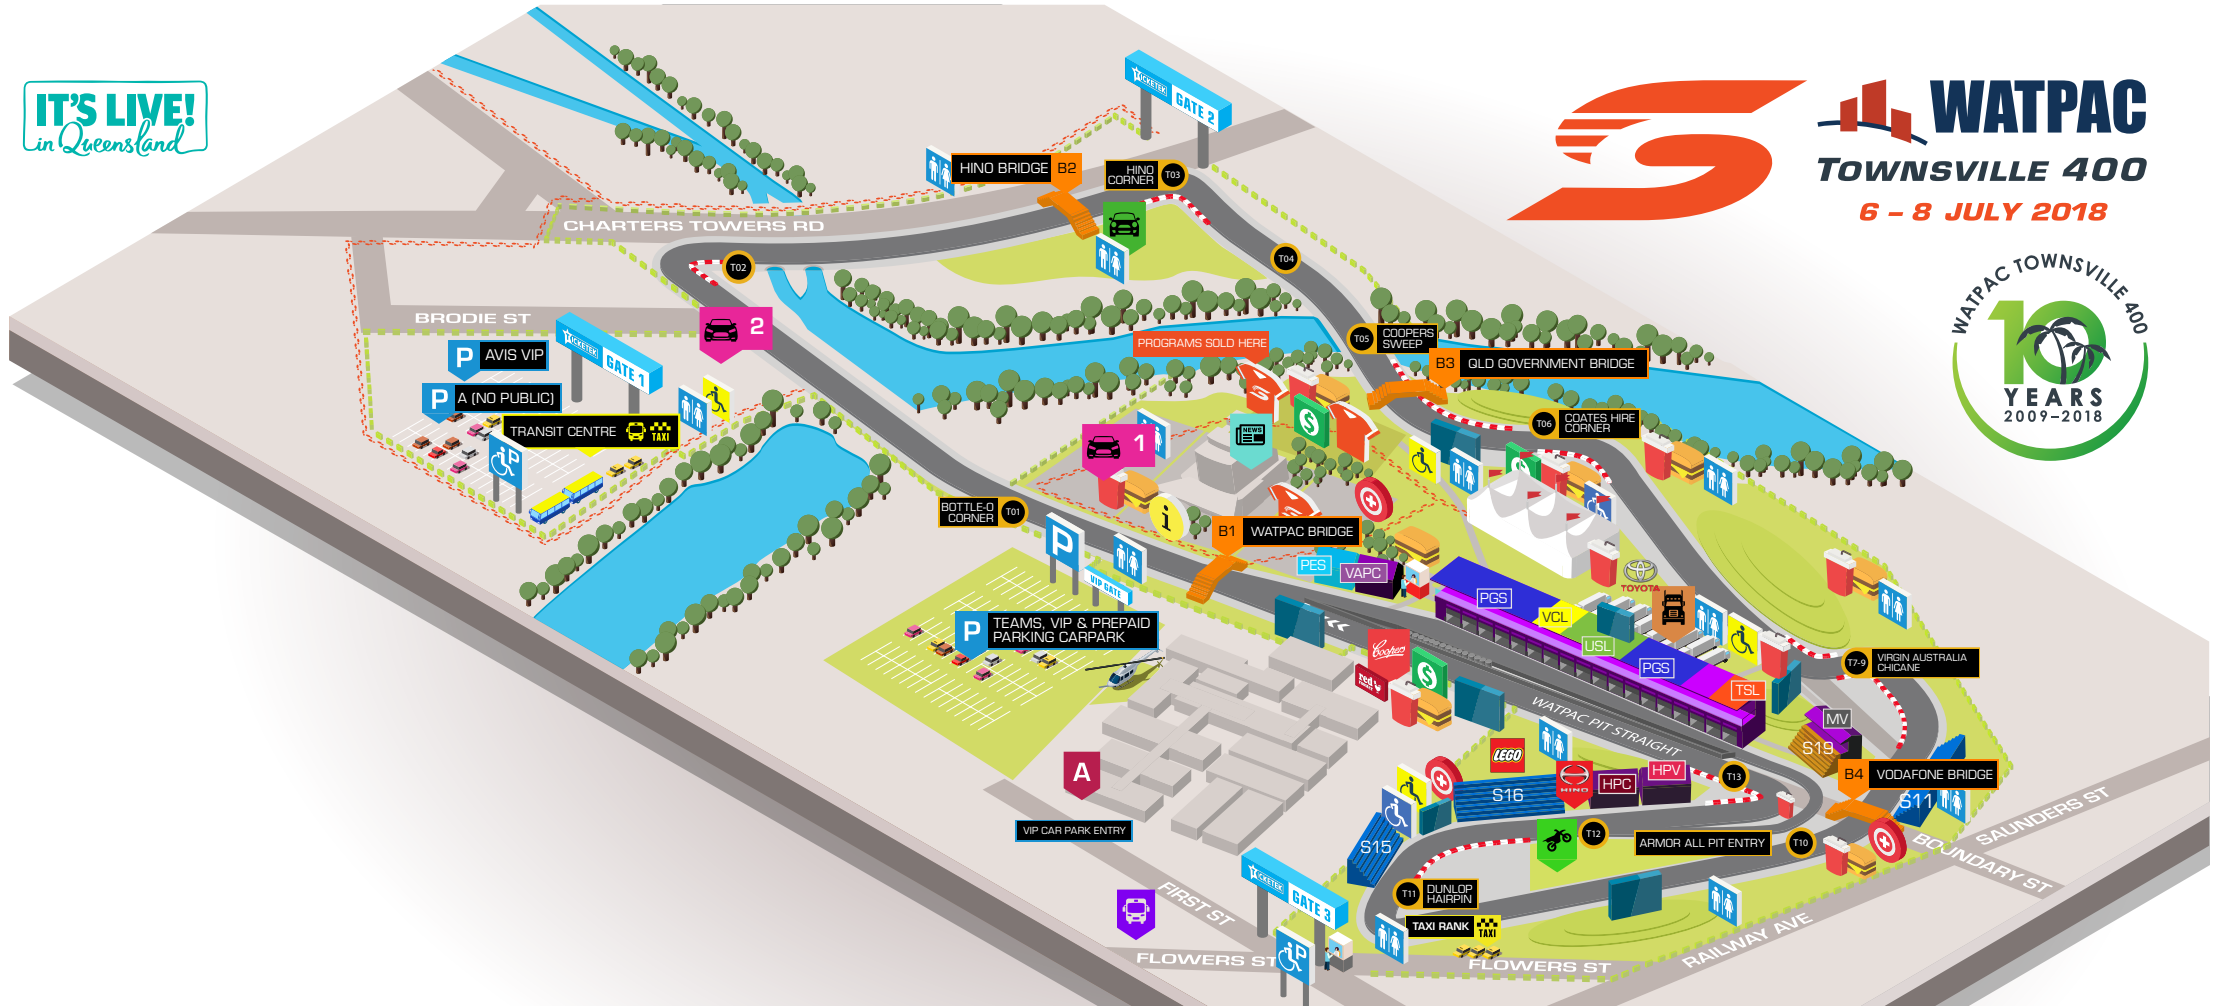 IT'S LIVE!
in Queensland
TICKETEK
GATE 2
WATPAC
TOWNSVILLE 400
6 – 8 JULY 2018
WATPAC TOWNSVILLE 400
10
YEARS
2009–2018
HINO BRIDGE B2
HINO
CORNER
T03
CHARTERS TOWERS RD
T02
T04
BRODIE ST
2
TICKETEK
GATE 1
P AVIS VIP
P A (NO PUBLIC)
TRANSIT CENTRE
TAXI
P
PROGRAMS SOLD HERE
S
T05
COOPERS
SWEEP
B3 QLD GOVERNMENT BRIDGE
T06
COATES HIRE
CORNER
$
NEWS
1
i
BOTTLE-O
CORNER
T01
B1 WATPAC BRIDGE
P
VIP GATE
PES
VAPC
P TEAMS, VIP & PREPAID
PARKING CARPARK
PGS
VCL
USL
PGS
TSL
TOYOTA
T7-9
VIRGIN AUSTRALIA
CHICANE
Coopers
red
$
WATPAC PIT STRAIGHT
MV
S19
LEGO
S16
HINO
HPC
HPV
T13
B4 VODAFONE BRIDGE
S11
SAUNDERS ST
BOUNDARY ST
A
VIP CAR PARK ENTRY
S15
T12
ARMOR ALL PIT ENTRY
T10
T11
DUNLOP
HAIRPIN
TICKETEK
GATE 3
FIRST ST
TAXI RANK
TAXI
P
FLOWERS ST
FLOWERS ST
RAILWAY AVE